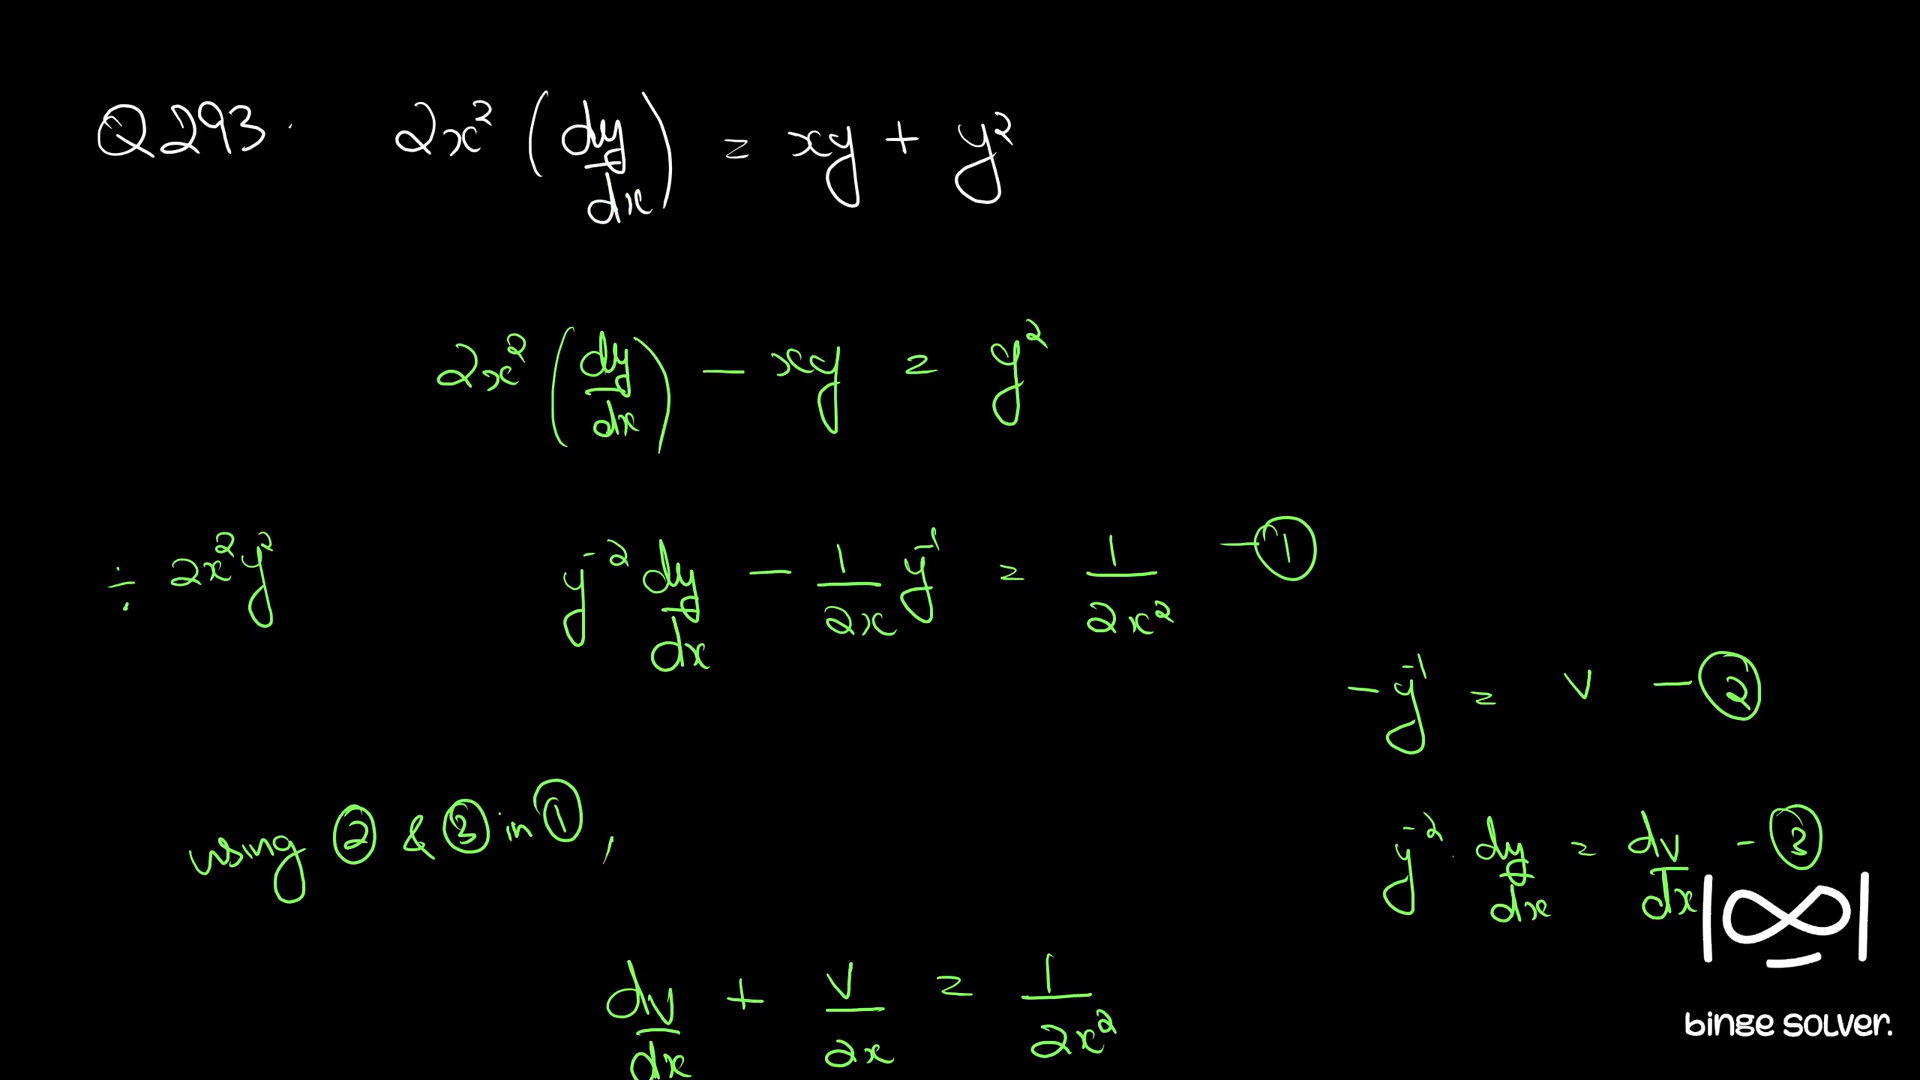 Q293. 2x² (dy/dx) = xy + y²
2x² (dy/dx) - xy = y²
÷ 2x²y² y⁻² dy/dx - 1/2x y⁻¹ = 1/2x² - ①
-y⁻¹ = v - ②
using ② & ③ in ①,
y⁻² dy/dx = dv/dx - ③
dv/dx + v/2x = 1/2x²
binge solver.